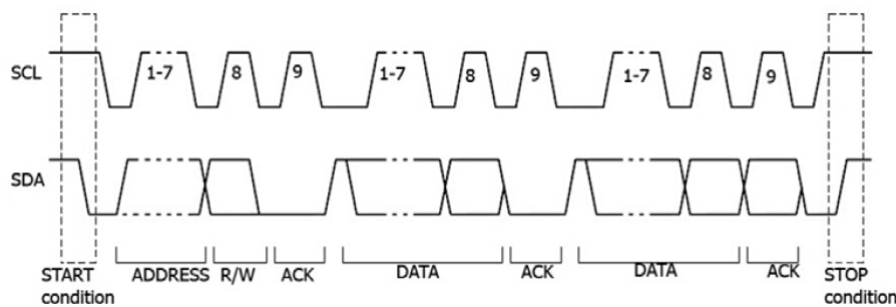 SCL 1-7 8 9 1-7 8 9 1-7 8 9
SDA
START ADDRESS R/W ACK DATA ACK DATA ACK STOP
condition condition